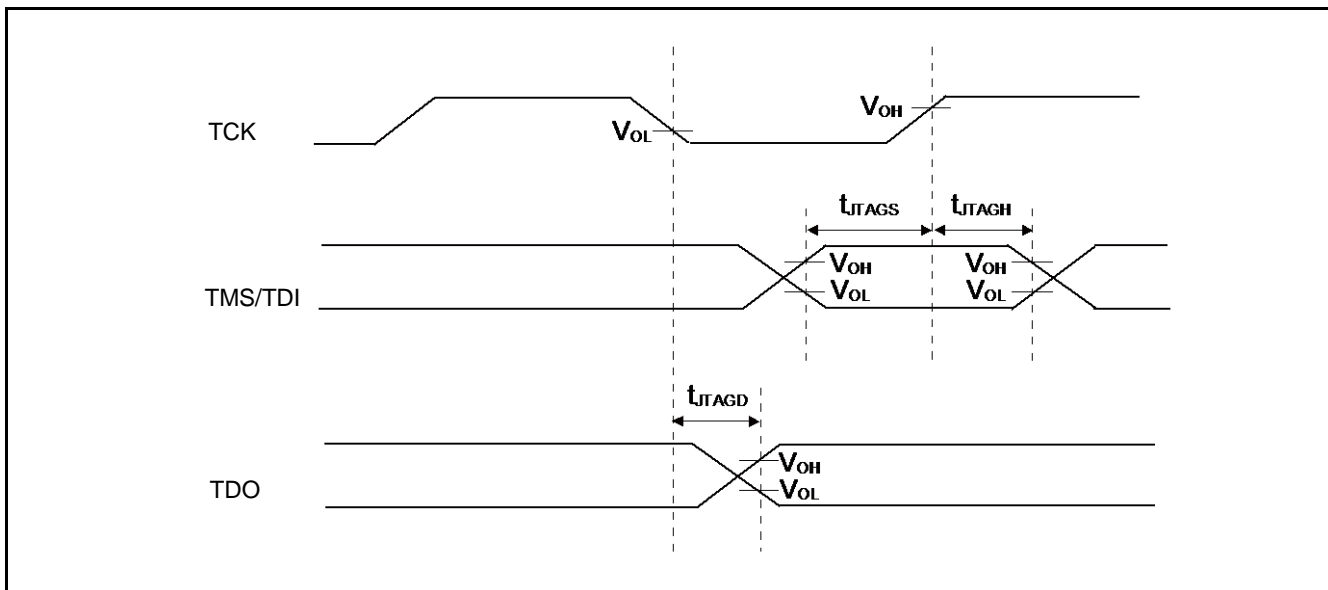 TCK
VOL
VOH
tJTAGS
tJTAGH
TMS/TDI
VOH
VOL
VOH
VOL
tJTAGD
TDO
VOH
VOL